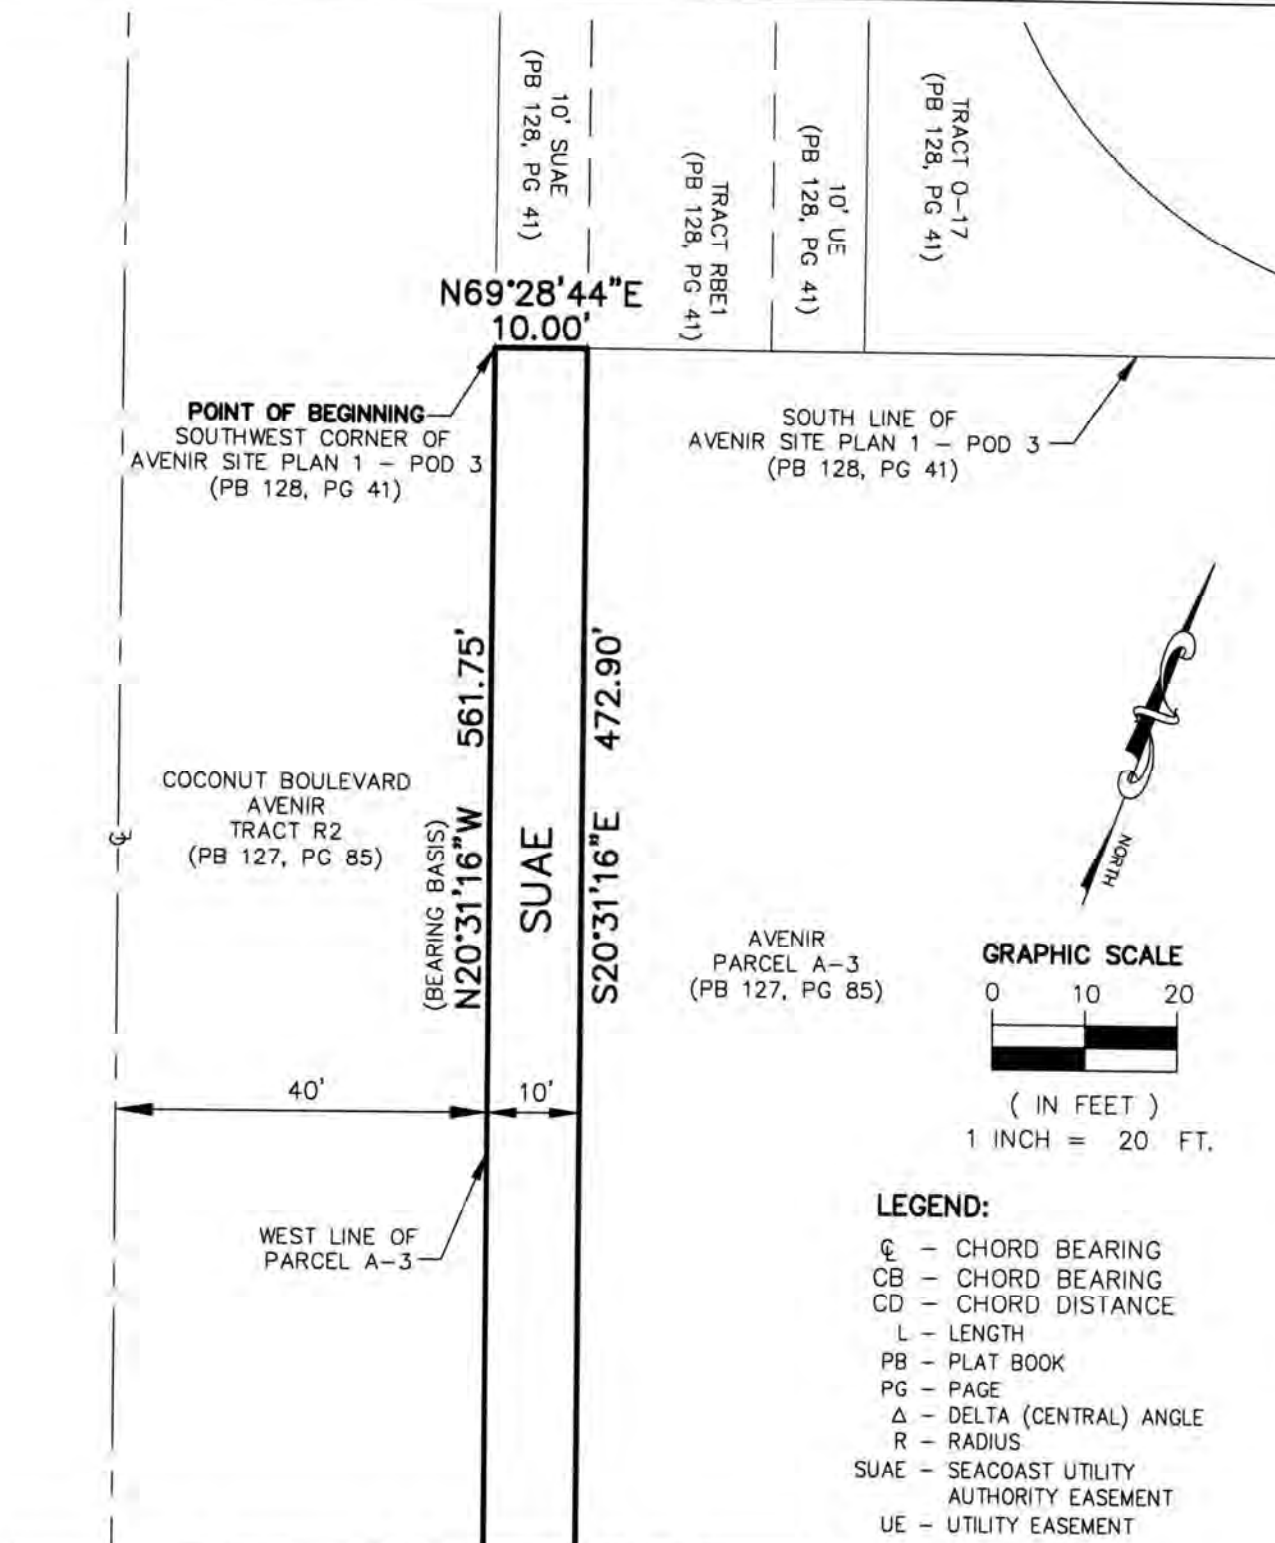 10' SUAE
(PB 128, PG 41)
TRACT RBE1
(PB 128, PG 41)
10' UE
(PB 128, PG 41)
TRACT O-17
(PB 128, PG 41)
N69°28'44"E
10.00'
POINT OF BEGINNING
SOUTHWEST CORNER OF
AVENIR SITE PLAN 1 - POD 3
(PB 128, PG 41)
SOUTH LINE OF
AVENIR SITE PLAN 1 - POD 3
(PB 128, PG 41)
COCONUT BOULEVARD
AVENIR
TRACT R2
(PB 127, PG 85)
℄
(BEARING BASIS)
N20°31'16"W 561.75'
SUAE
S20°31'16"E 472.90'
AVENIR
PARCEL A-3
(PB 127, PG 85)
NORTH
GRAPHIC SCALE
0 10 20
( IN FEET )
1 INCH = 20 FT.
40'
10'
WEST LINE OF
PARCEL A-3
LEGEND:
℄ - CHORD BEARING
CB - CHORD BEARING
CD - CHORD DISTANCE
L - LENGTH
PB - PLAT BOOK
PG - PAGE
Δ - DELTA (CENTRAL) ANGLE
R - RADIUS
SUAE - SEACOAST UTILITY
AUTHORITY EASEMENT
UE - UTILITY EASEMENT